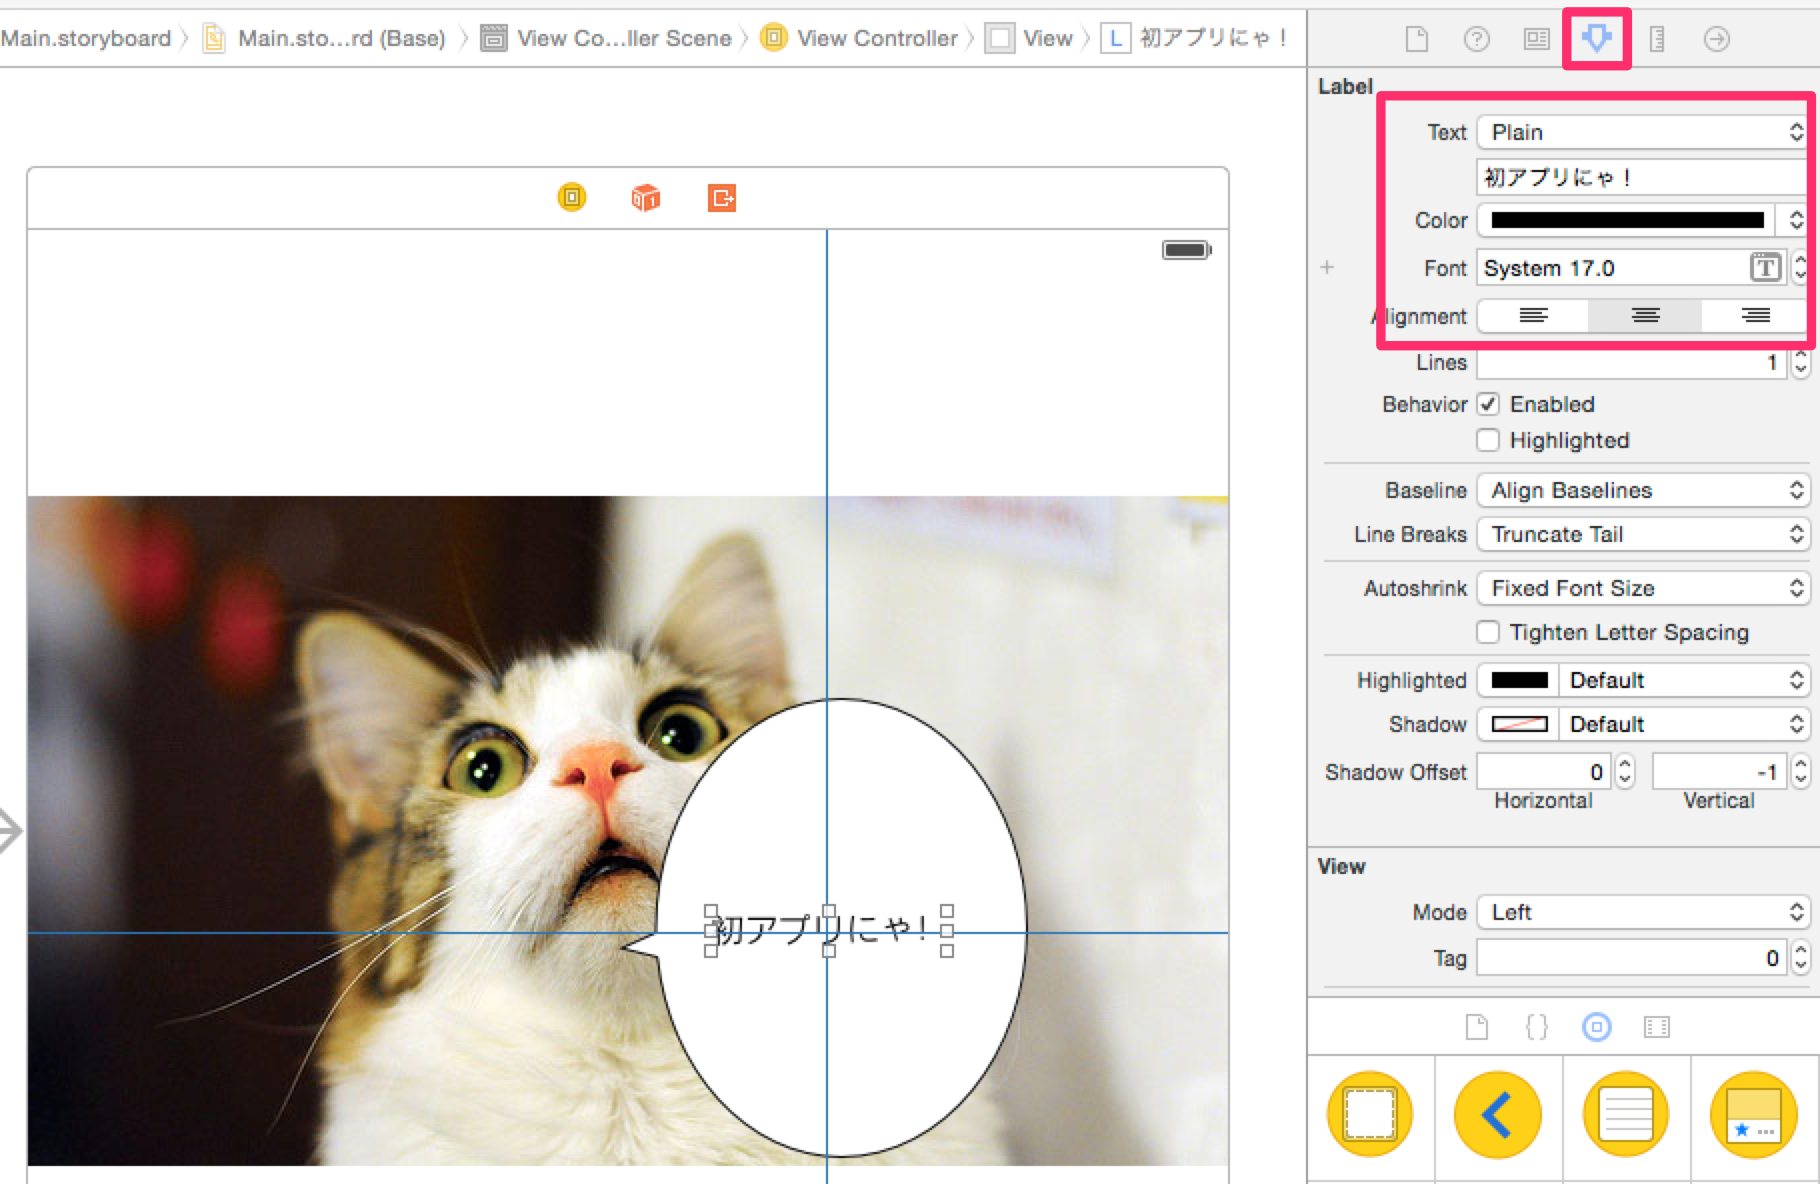 Main.storyboard
Main.sto...rd (Base)
View Co...ller Scene
View Controller
View
L 初アプリにゃ！
Label
Text Plain
初アプリにゃ！
Color
Font System 17.0 T
Alignment
Lines 1
Behavior Enabled
Highlighted
Baseline Align Baselines
Line Breaks Truncate Tail
Autoshrink Fixed Font Size
Tighten Letter Spacing
Highlighted Default
Shadow Default
Shadow Offset 0 -1
Horizontal Vertical
初アプリにゃ！
View
Mode Left
Tag 0